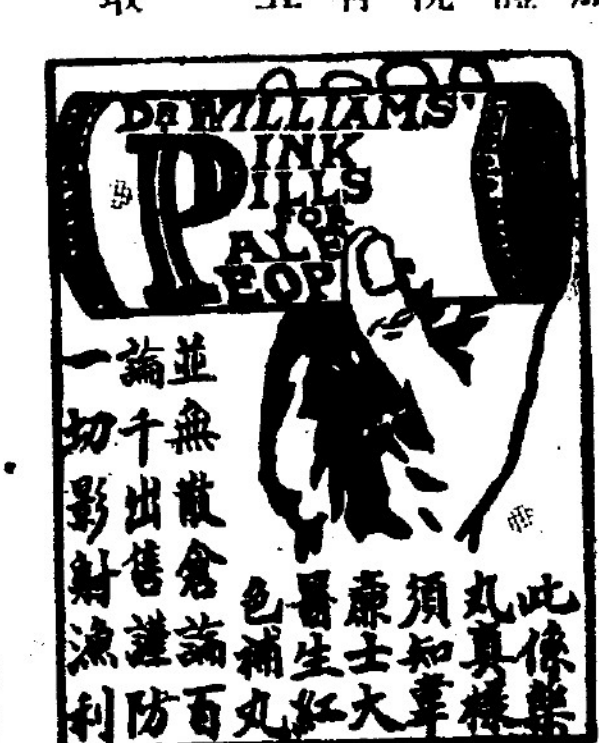 DR WILLIAMS'
PINK
PILLS
FOR
PALE
PEOPL
此係藥
丸真樣
須知韋
廉士大
醫生紅
色補丸
並無散論百
論千出售謹防
一切影射漁利